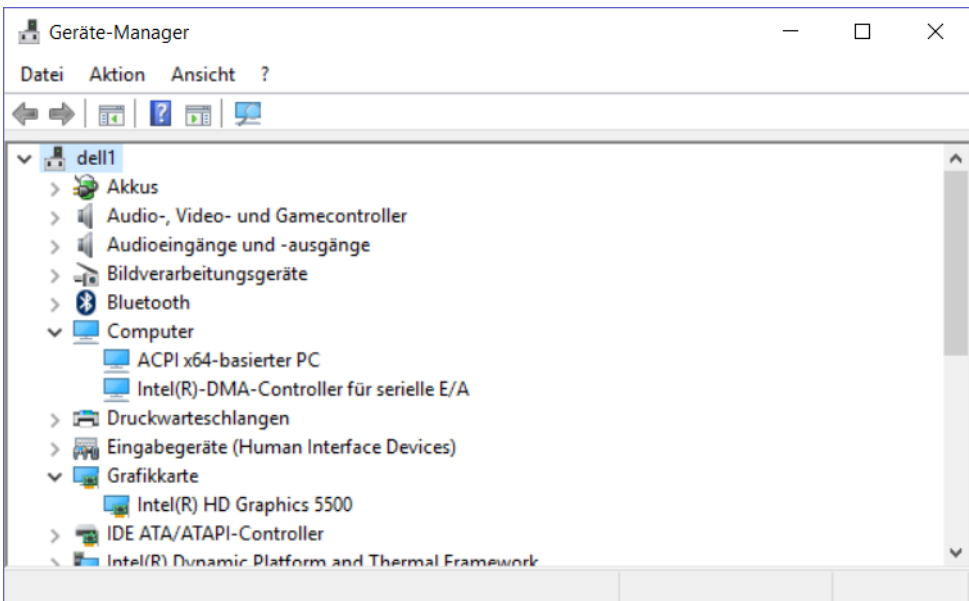 Geräte-Manager
Datei Aktion Ansicht ?
dell1
Akkus
Audio-, Video- und Gamecontroller
Audioeingänge und -ausgänge
Bildverarbeitungsgeräte
Bluetooth
Computer
ACPI x64-basierter PC
Intel(R)-DMA-Controller für serielle E/A
Druckwarteschlangen
Eingabegeräte (Human Interface Devices)
Grafikkarte
Intel(R) HD Graphics 5500
IDE ATA/ATAPI-Controller
Intel(R) Dynamic Platform and Thermal Framework